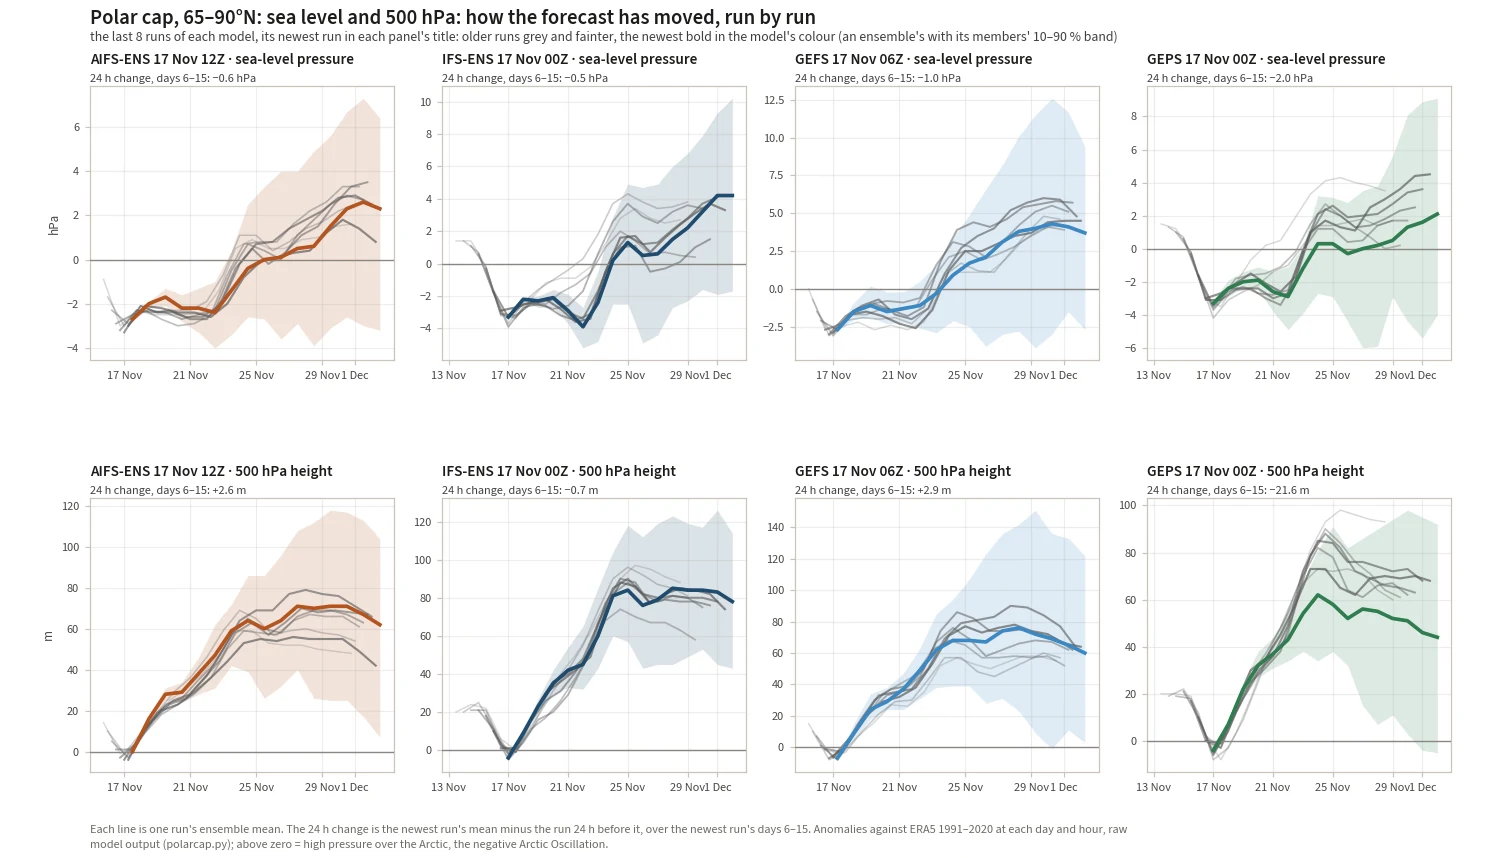 Polar cap, 65–90°N: sea level and 500 hPa: how the forecast has moved, run by run
the last 8 runs of each model, its newest run in each panel's title: older runs grey and fainter, the newest bold in the model's colour (an ensemble's with its members' 10–90 % band)
AIFS-ENS 17 Nov 12Z · sea-level pressure
24 h change, days 6–15: −0.6 hPa
hPa
6
4
2
0
−2
−4
17 Nov 21 Nov 25 Nov 29 Nov 1 Dec
IFS-ENS 17 Nov 00Z · sea-level pressure
24 h change, days 6–15: −0.5 hPa
10
8
6
4
2
0
−2
−4
13 Nov 17 Nov 21 Nov 25 Nov 29 Nov 1 Dec
GEFS 17 Nov 06Z · sea-level pressure
24 h change, days 6–15: −1.0 hPa
12.5
10.0
7.5
5.0
2.5
0.0
−2.5
17 Nov 21 Nov 25 Nov 29 Nov 1 Dec
GEPS 17 Nov 00Z · sea-level pressure
24 h change, days 6–15: −2.0 hPa
8
6
4
2
0
−2
−4
−6
13 Nov 17 Nov 21 Nov 25 Nov 29 Nov 1 Dec
AIFS-ENS 17 Nov 12Z · 500 hPa height
24 h change, days 6–15: +2.6 m
m
120
100
80
60
40
20
0
17 Nov 21 Nov 25 Nov 29 Nov 1 Dec
IFS-ENS 17 Nov 00Z · 500 hPa height
24 h change, days 6–15: −0.7 m
120
100
80
60
40
20
0
13 Nov 17 Nov 21 Nov 25 Nov 29 Nov 1 Dec
GEFS 17 Nov 06Z · 500 hPa height
24 h change, days 6–15: +2.9 m
140
120
100
80
60
40
20
0
17 Nov 21 Nov 25 Nov 29 Nov 1 Dec
GEPS 17 Nov 00Z · 500 hPa height
24 h change, days 6–15: −21.6 m
100
80
60
40
20
0
13 Nov 17 Nov 21 Nov 25 Nov 29 Nov 1 Dec
Each line is one run's ensemble mean. The 24 h change is the newest run's mean minus the run 24 h before it, over the newest run's days 6–15. Anomalies against ERA5 1991–2020 at each day and hour, raw
model output (polarcap.py); above zero = high pressure over the Arctic, the negative Arctic Oscillation.